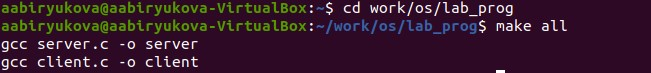 aabiryukova@aabiryukova-VirtualBox:~$ cd work/os/lab_prog
aabiryukova@aabiryukova-VirtualBox:~/work/os/lab_prog$ make all
gcc server.c -o server
gcc client.c -o client